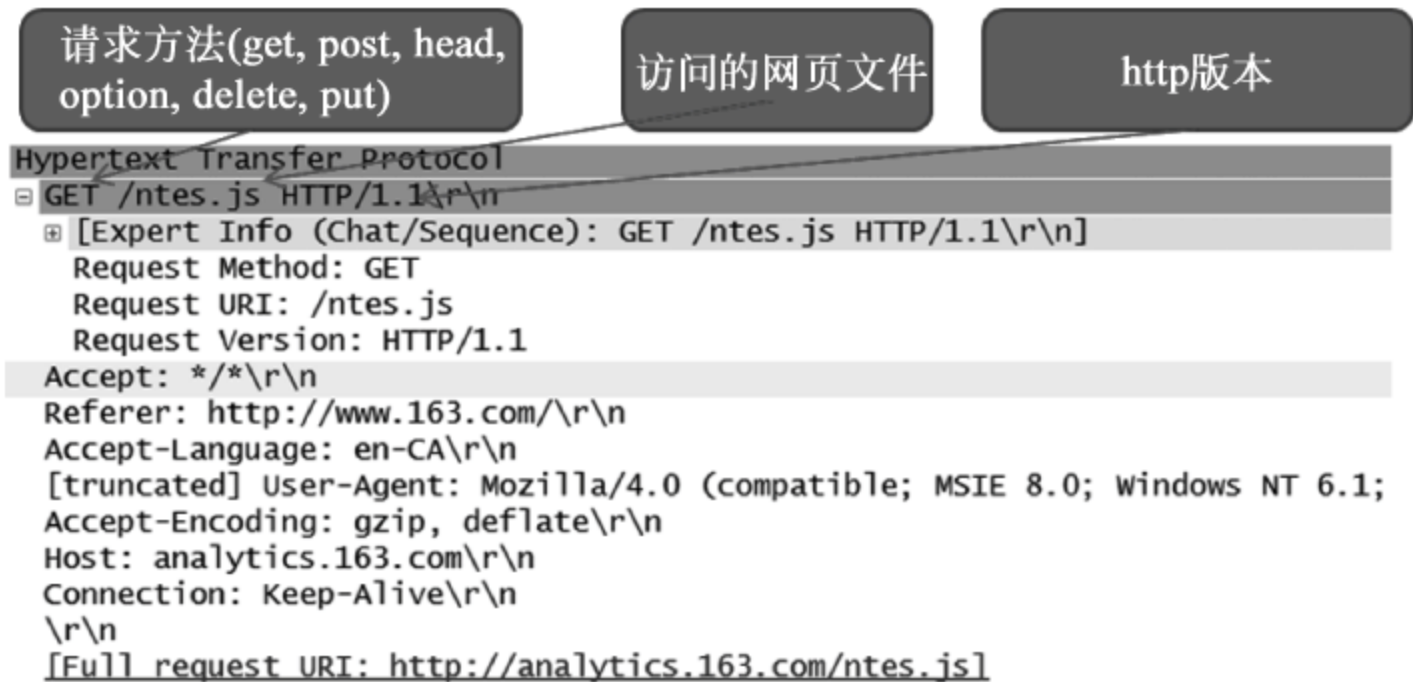 请求方法(get, post, head,
option, delete, put)
访问的网页文件
http版本
Hypertext Transfer Protocol
GET /ntes.js HTTP/1.1\r\n
[Expert Info (Chat/Sequence): GET /ntes.js HTTP/1.1\r\n]
Request Method: GET
Request URI: /ntes.js
Request Version: HTTP/1.1
Accept: */*\r\n
Referer: http://www.163.com/\r\n
Accept-Language: en-CA\r\n
[truncated] User-Agent: Mozilla/4.0 (compatible; MSIE 8.0; Windows NT 6.1;
Accept-Encoding: gzip, deflate\r\n
Host: analytics.163.com\r\n
Connection: Keep-Alive\r\n
\r\n
[Full request URI: http://analytics.163.com/ntes.js]